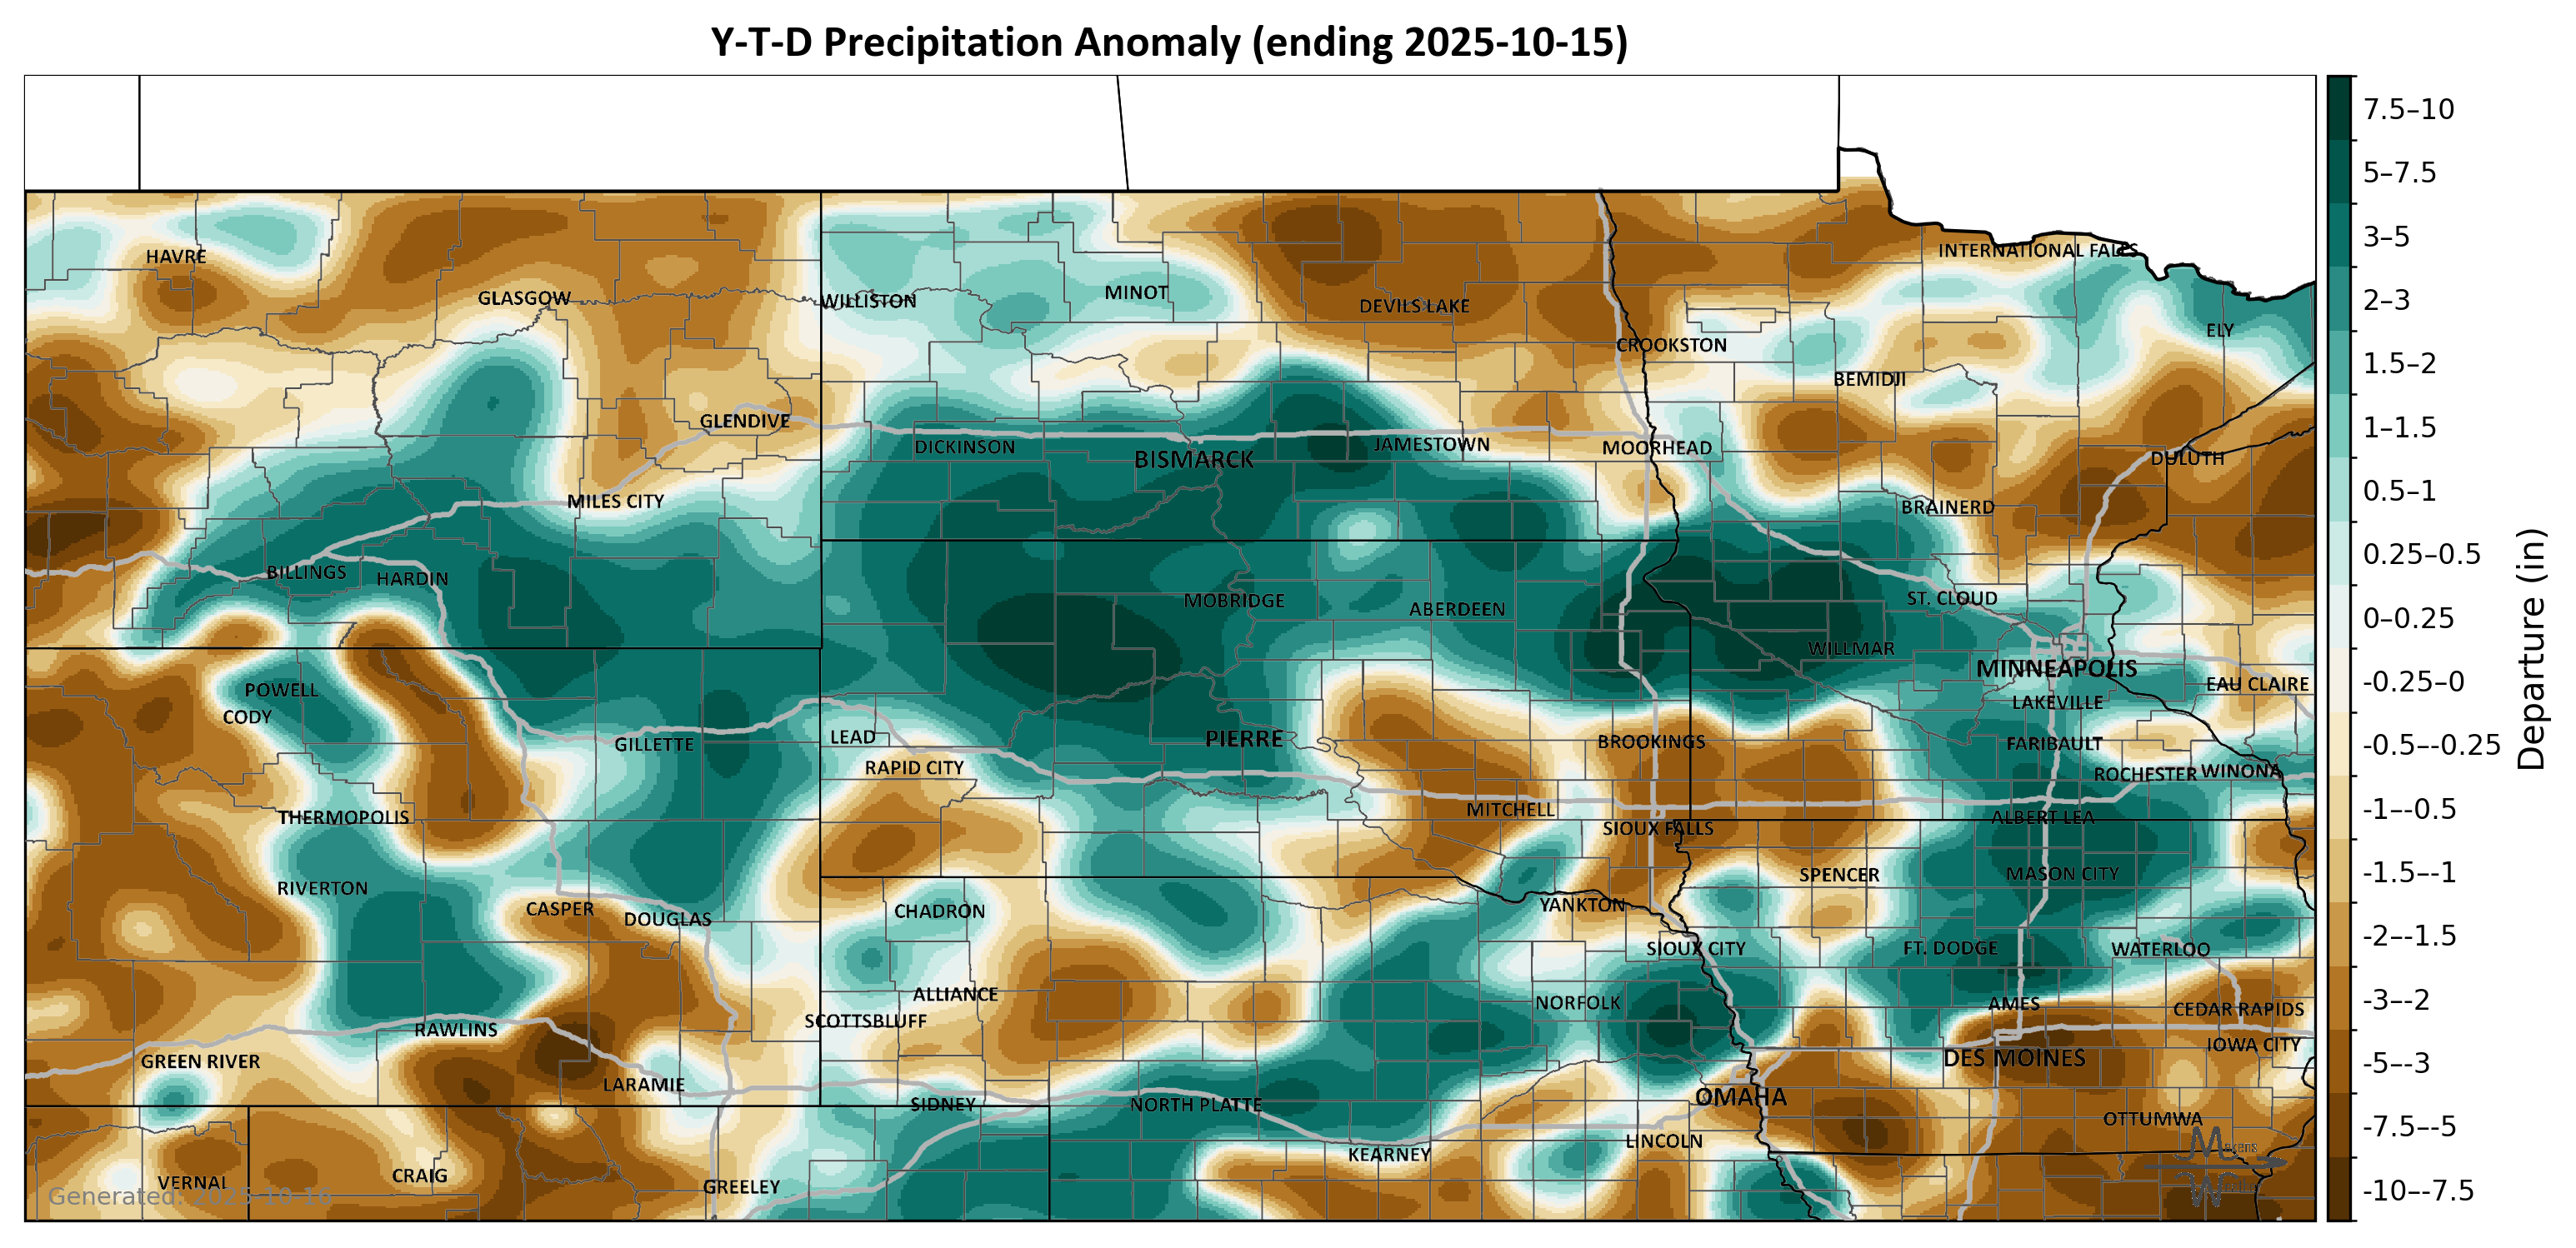 Y-T-D Precipitation Anomaly (ending 2025-10-15)
7.5–10
5–7.5
3–5
2–3
1.5–2
1–1.5
0.5–1
0.25–0.5
0–0.25
-0.25–0
-0.5–-0.25
-1–-0.5
-1.5–-1
-2–-1.5
-3–-2
-5–-3
-7.5–-5
-10–-7.5
Departure (in)
HAVRE
INTERNATIONAL FALLS
GLASGOW
WILLISTON
MINOT
DEVILS LAKE
ELY
CROOKSTON
BEMIDJI
GLENDIVE
DICKINSON
BISMARCK
JAMESTOWN
MOORHEAD
DULUTH
MILES CITY
BRAINERD
BILLINGS
HARDIN
MOBRIDGE
ABERDEEN
ST. CLOUD
WILLMAR
MINNEAPOLIS
POWELL
EAU CLAIRE
CODY
LAKEVILLE
GILLETTE
LEAD
PIERRE
BROOKINGS
FARIBAULT
RAPID CITY
ROCHESTER
WINONA
THERMOPOLIS
MITCHELL
ALBERT LEA
SIOUX FALLS
RIVERTON
SPENCER
MASON CITY
CASPER
DOUGLAS
CHADRON
YANKTON
SIOUX CITY
FT. DODGE
WATERLOO
ALLIANCE
NORFOLK
AMES
CEDAR RAPIDS
SCOTTSBLUFF
RAWLINS
IOWA CITY
GREEN RIVER
DES MOINES
LARAMIE
SIDNEY
NORTH PLATTE
OMAHA
OTTUMWA
LINCOLN
KEARNEY
VERNAL
CRAIG
GREELEY
Generated: 2025-10-16